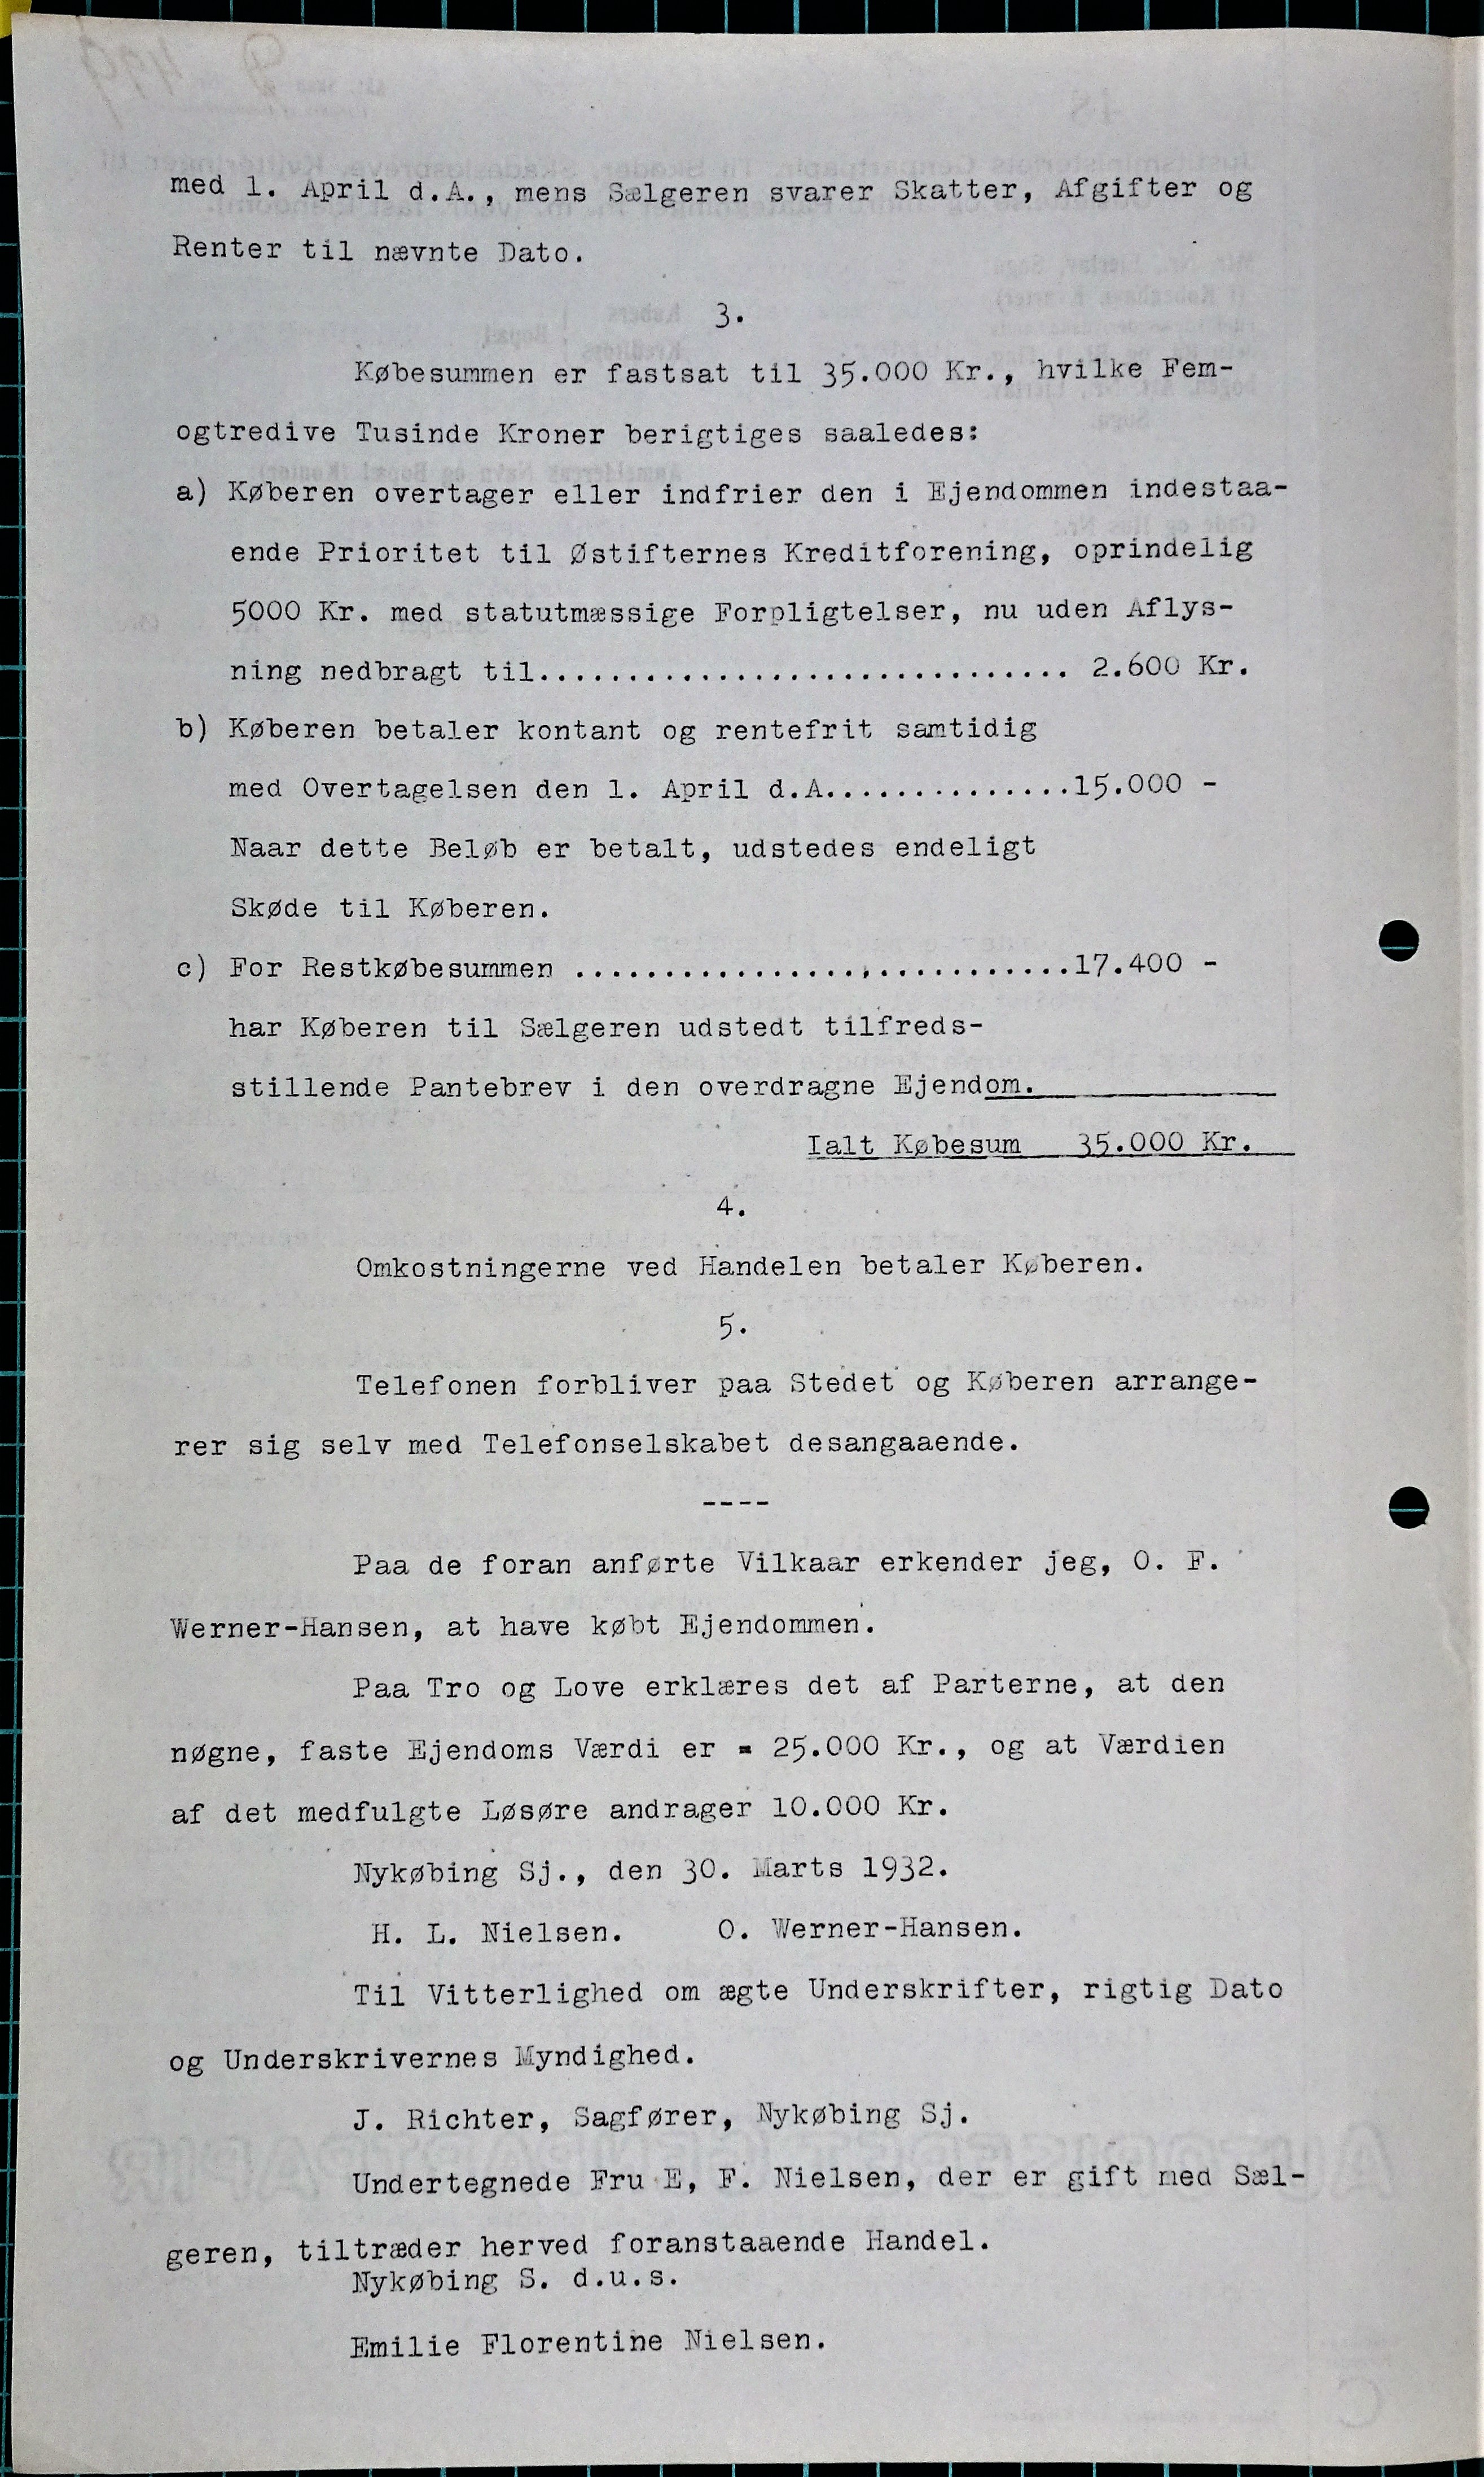 med 1. April d.A., mens Sælgeren svarer Skatter, Afgifter og
Renter til nævnte Dato.
3.
Købesummen er fastsat til 35.000 Kr., hvilke Fem-
ogtredive Tusinde Kroner berigtiges saaledes:
a) Køberen overtager eller indfrier den i Ejendommen indestaa-
ende Prioritet til Østifternes Kreditforening, oprindelig
5000 Kr. med statutmæssige Forpligtelser, nu uden Aflys-
ning nedbragt til.............................. 2.600 Kr.
b) Køberen betaler kontant og rentefrit samtidig
med Overtagelsen den 1. April d.A..............15.000 -
Naar dette Beløb er betalt, udstedes endeligt
Skøde til Køberen.
c) For Restkøbesummen ............................17.400 -
har Køberen til Sælgeren udstedt tilfreds-
stillende Pantebrev i den overdragne Ejendom.
Ialt Købesum 35.000 Kr.
4.
Omkostningerne ved Handelen betaler Køberen.
5.
Telefonen forbliver paa Stedet og Køberen arrange-
rer sig selv med Telefonselskabet desangaaende.
----
Paa de foran anførte Vilkaar erkender jeg, O. F.
Werner-Hansen, at have købt Ejendommen.
Paa Tro og Love erklæres det af Parterne, at den
nøgne, faste Ejendoms Værdi er = 25.000 Kr., og at Værdien
af det medfulgte Løsøre andrager 10.000 Kr.
Nykøbing Sj., den 30. Marts 1932.
H. L. Nielsen. O. Werner-Hansen.
Til Vitterlighed om ægte Underskrifter, rigtig Dato
og Underskrivernes Myndighed.
J. Richter, Sagfører, Nykøbing Sj.
Undertegnede Fru E, F. Nielsen, der er gift med Sæl-
geren, tiltræder herved foranstaaende Handel.
Nykøbing S. d.u.s.
Emilie Florentine Nielsen.